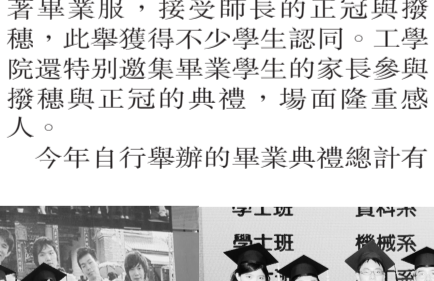 著畢業服，接受師長的正冠與撥
穗，此舉獲得不少學生認同。工學
院還特別邀集畢業學生的家長參與
撥穗與正冠的典禮，場面隆重感
人。
今年自行舉辦的畢業典禮總計有
學士班 資科系
學士班 機械系